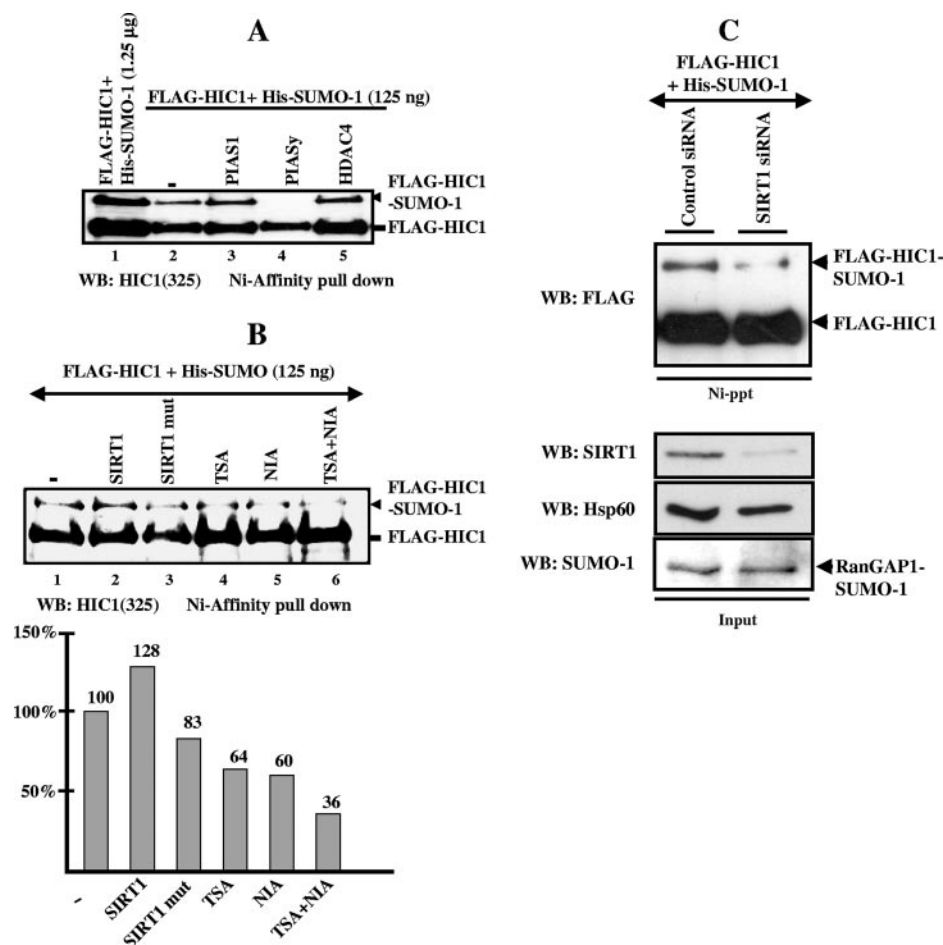 A
FLAG-HIC1+
His-SUMO-1 (1.25 µg)
FLAG-HIC1+ His-SUMO-1 (125 ng)
-
PIAS1
PIASy
HDAC4
FLAG-HIC1
-SUMO-1
FLAG-HIC1
1 2 3 4 5
WB: HIC1(325) Ni-Affinity pull down
B
FLAG-HIC1 + His-SUMO (125 ng)
-
SIRT1
SIRT1 mut
TSA
NIA
TSA+NIA
FLAG-HIC1
-SUMO-1
FLAG-HIC1
1 2 3 4 5 6
WB: HIC1(325) Ni-Affinity pull down
150%
100%
50%
100
128
83
64
60
36
-
SIRT1
SIRT1 mut
TSA
NIA
TSA+NIA
C
FLAG-HIC1
+ His-SUMO-1
Control siRNA
SIRT1 siRNA
WB: FLAG
FLAG-HIC1-
SUMO-1
FLAG-HIC1
Ni-ppt
WB: SIRT1
WB: Hsp60
WB: SUMO-1
RanGAP1-
SUMO-1
Input